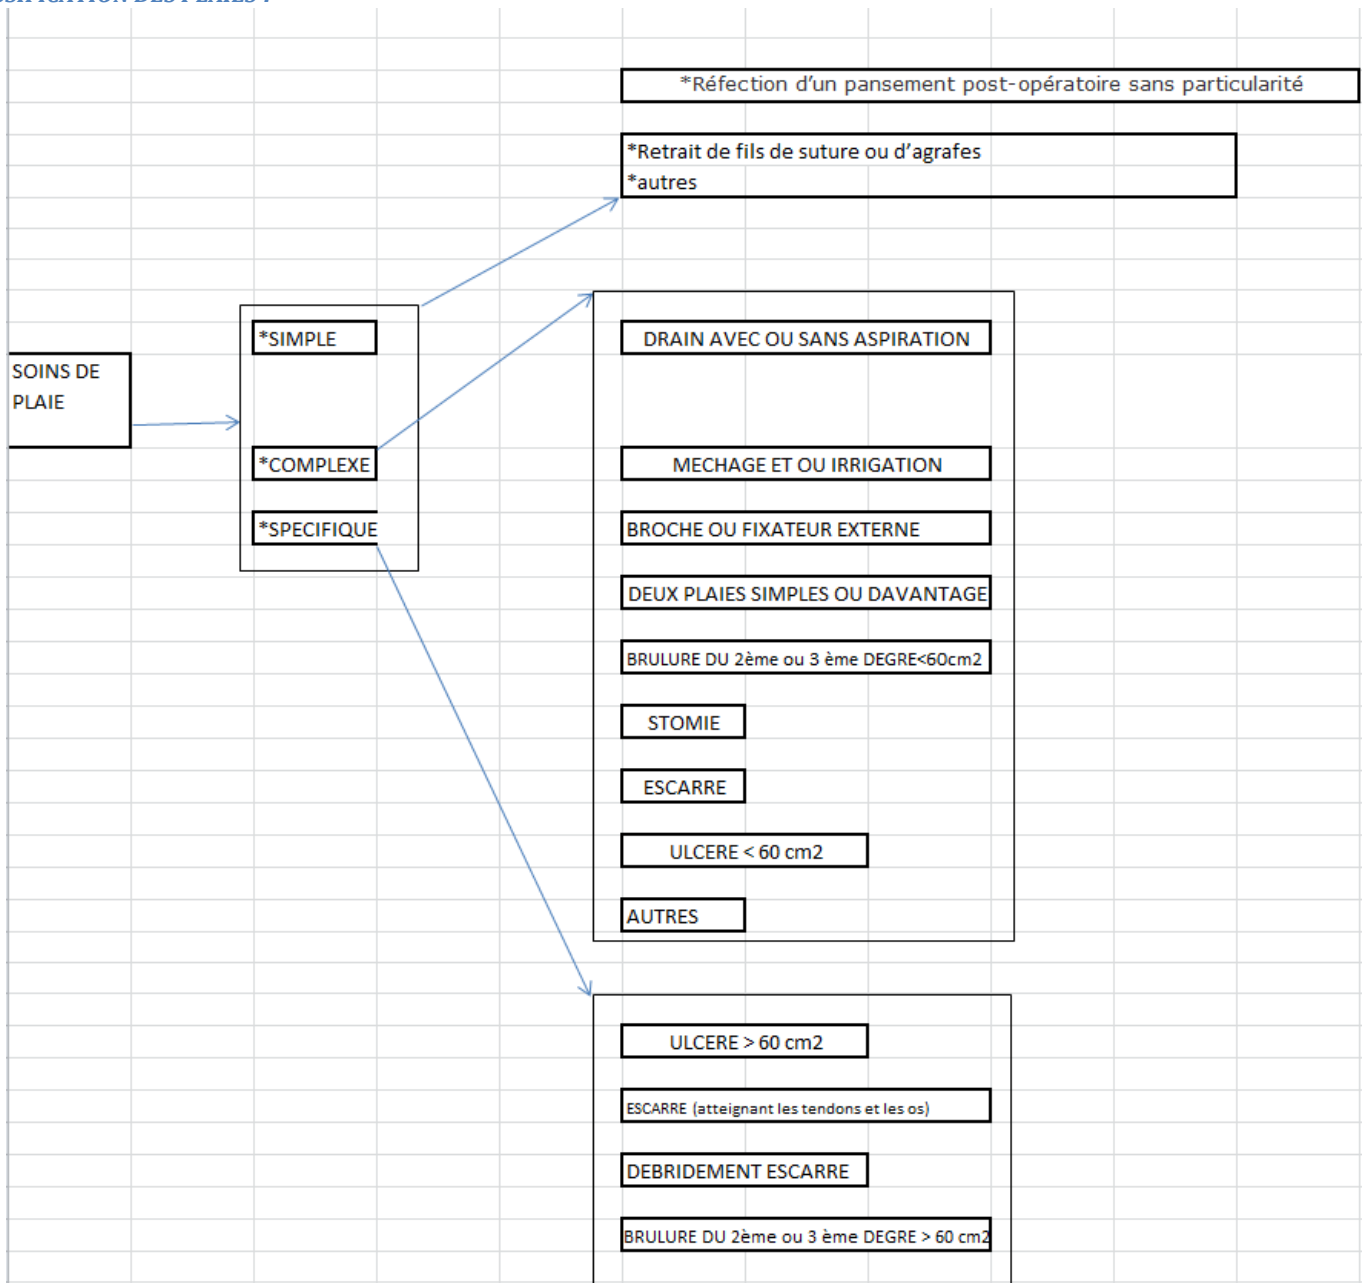 DES PLAIES :
*Réfection d’un pansement post-opératoire sans particularité
*Retrait de fils de suture ou d’agrafes
*autres
SOINS DE
PLAIE
*SIMPLE
*COMPLEXE
*SPECIFIQUE
DRAIN AVEC OU SANS ASPIRATION
MECHAGE ET OU IRRIGATION
BROCHE OU FIXATEUR EXTERNE
DEUX PLAIES SIMPLES OU DAVANTAGE
BRULURE DU 2ème ou 3 ème DEGRE<60cm2
STOMIE
ESCARRE
ULCERE < 60 cm2
AUTRES
ULCERE > 60 cm2
ESCARRE (atteignant les tendons et les os)
DEBRIDEMENT ESCARRE
BRULURE DU 2ème ou 3 ème DEGRE > 60 cm2